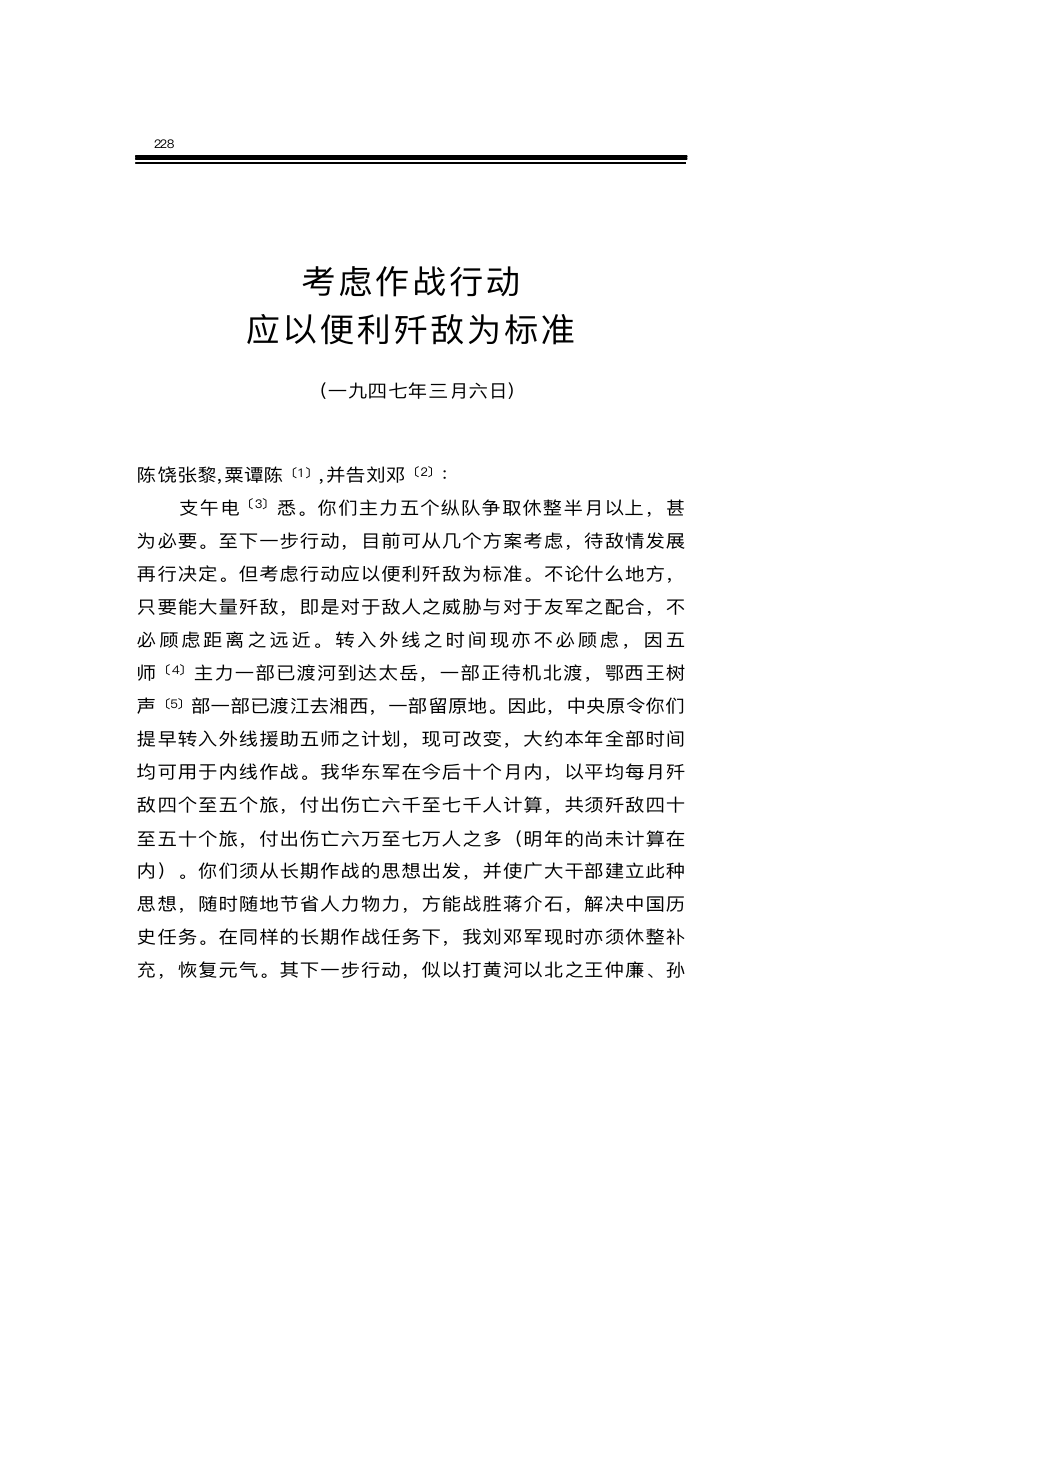 228
考虑作战行动
应以便利歼敌为标准
(一九四七年三月六日)
陈饶张黎,粟谭陈〔1〕,并告刘邓〔2〕:
支午电〔3〕悉。你们主力五个纵队争取休整半月以上，甚
为必要。至下一步行动，目前可从几个方案考虑，待敌情发展
再行决定。但考虑行动应以便利歼敌为标准。不论什么地方，
只要能大量歼敌，即是对于敌人之威胁与对于友军之配合，不
必顾虑距离之远近。转入外线之时间现亦不必顾虑，因五
师〔4〕主力一部已渡河到达太岳，一部正待机北渡，鄂西王树
声〔5〕部一部已渡江去湘西，一部留原地。因此，中央原令你们
提早转入外线援助五师之计划，现可改变，大约本年全部时间
均可用于内线作战。我华东军在今后十个月内，以平均每月歼
敌四个至五个旅，付出伤亡六千至七千人计算，共须歼敌四十
至五十个旅，付出伤亡六万至七万人之多（明年的尚未计算在
内）。你们须从长期作战的思想出发，并使广大干部建立此种
思想，随时随地节省人力物力，方能战胜蒋介石，解决中国历
史任务。在同样的长期作战任务下，我刘邓军现时亦须休整补
充，恢复元气。其下一步行动，似以打黄河以北之王仲廉、孙